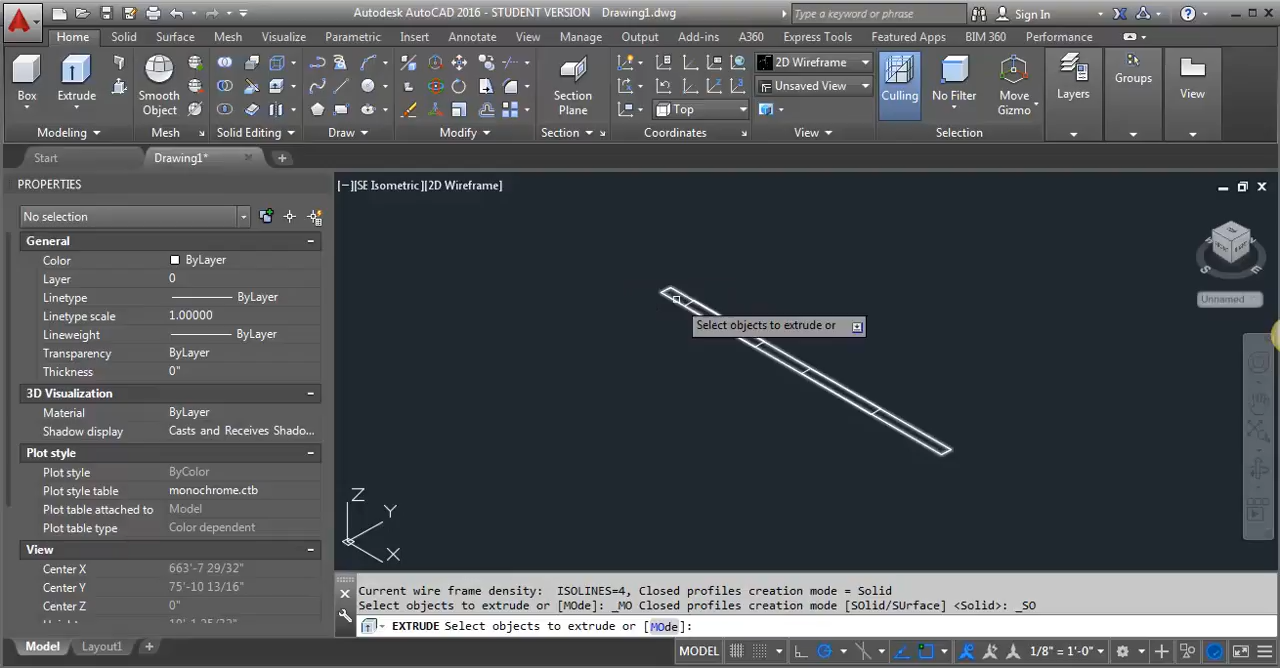 Autodesk AutoCAD 2016 - STUDENT VERSION Drawing1.dwg
Type a keyword or phrase
Sign In
Home Solid Surface Mesh Visualize Parametric Insert Annotate View Manage Output Add-ins A360 Express Tools Featured Apps BIM 360 Performance
Box
Extrude
Smooth Object
Section Plane
2D Wireframe
Unsaved View
Top
Culling
No Filter
Move Gizmo
Layers
Groups
View
Modeling Mesh Solid Editing Draw Modify Section Coordinates View Selection
Start Drawing1*
PROPERTIES
No selection
General
Color ByLayer
Layer 0
Linetype ByLayer
Linetype scale 1.00000
Lineweight ByLayer
Transparency ByLayer
Thickness 0"
3D Visualization
Material ByLayer
Shadow display Casts and Receives Shado...
Plot style
Plot style ByColor
Plot style table monochrome.ctb
Plot table attached to Model
Plot table type Color dependent
View
Center X 663'-7 29/32"
Center Y 75'-10 13/16"
Center Z 0"
[−][SE Isometric][2D Wireframe]
Unnamed
Select objects to extrude or
Z
Y
X
Current wire frame density: ISOLINES=4, Closed profiles creation mode = Solid
Select objects to extrude or [MOde]: _MO Closed profiles creation mode [SOlid/SUrface] <Solid>: _SO
EXTRUDE Select objects to extrude or [MOde]:
Model Layout1
MODEL
1/8" = 1'-0"